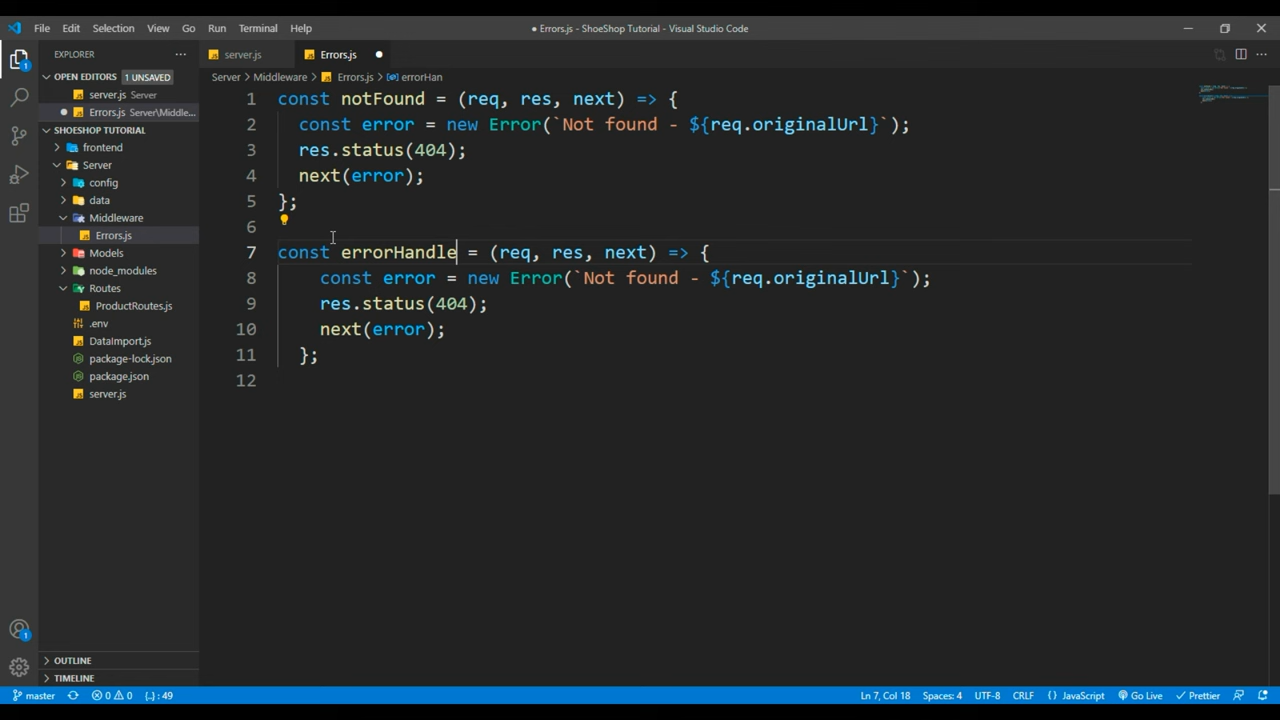 File Edit Selection View Go Run Terminal Help
● Errors.js - ShoeShop Tutorial - Visual Studio Code
EXPLORER
server.js
Errors.js
OPEN EDITORS 1 UNSAVED
Server > Middleware > Errors.js > errorHan
server.js Server
Errors.js Server\Middle...
SHOESHOP TUTORIAL
frontend
Server
config
data
Middleware
Errors.js
Models
node_modules
Routes
ProductRoutes.js
.env
DataImport.js
package-lock.json
package.json
server.js
OUTLINE
TIMELINE
1 const notFound = (req, res, next) => {
2 const error = new Error(`Not found - ${req.originalUrl}`);
3 res.status(404);
4 next(error);
5 };
6
7 const errorHandle = (req, res, next) => {
8 const error = new Error(`Not found - ${req.originalUrl}`);
9 res.status(404);
10 next(error);
11 };
12
1
1
master 0 0 {..} : 49 Ln 7, Col 18 Spaces: 4 UTF-8 CRLF {} JavaScript Go Live Prettier